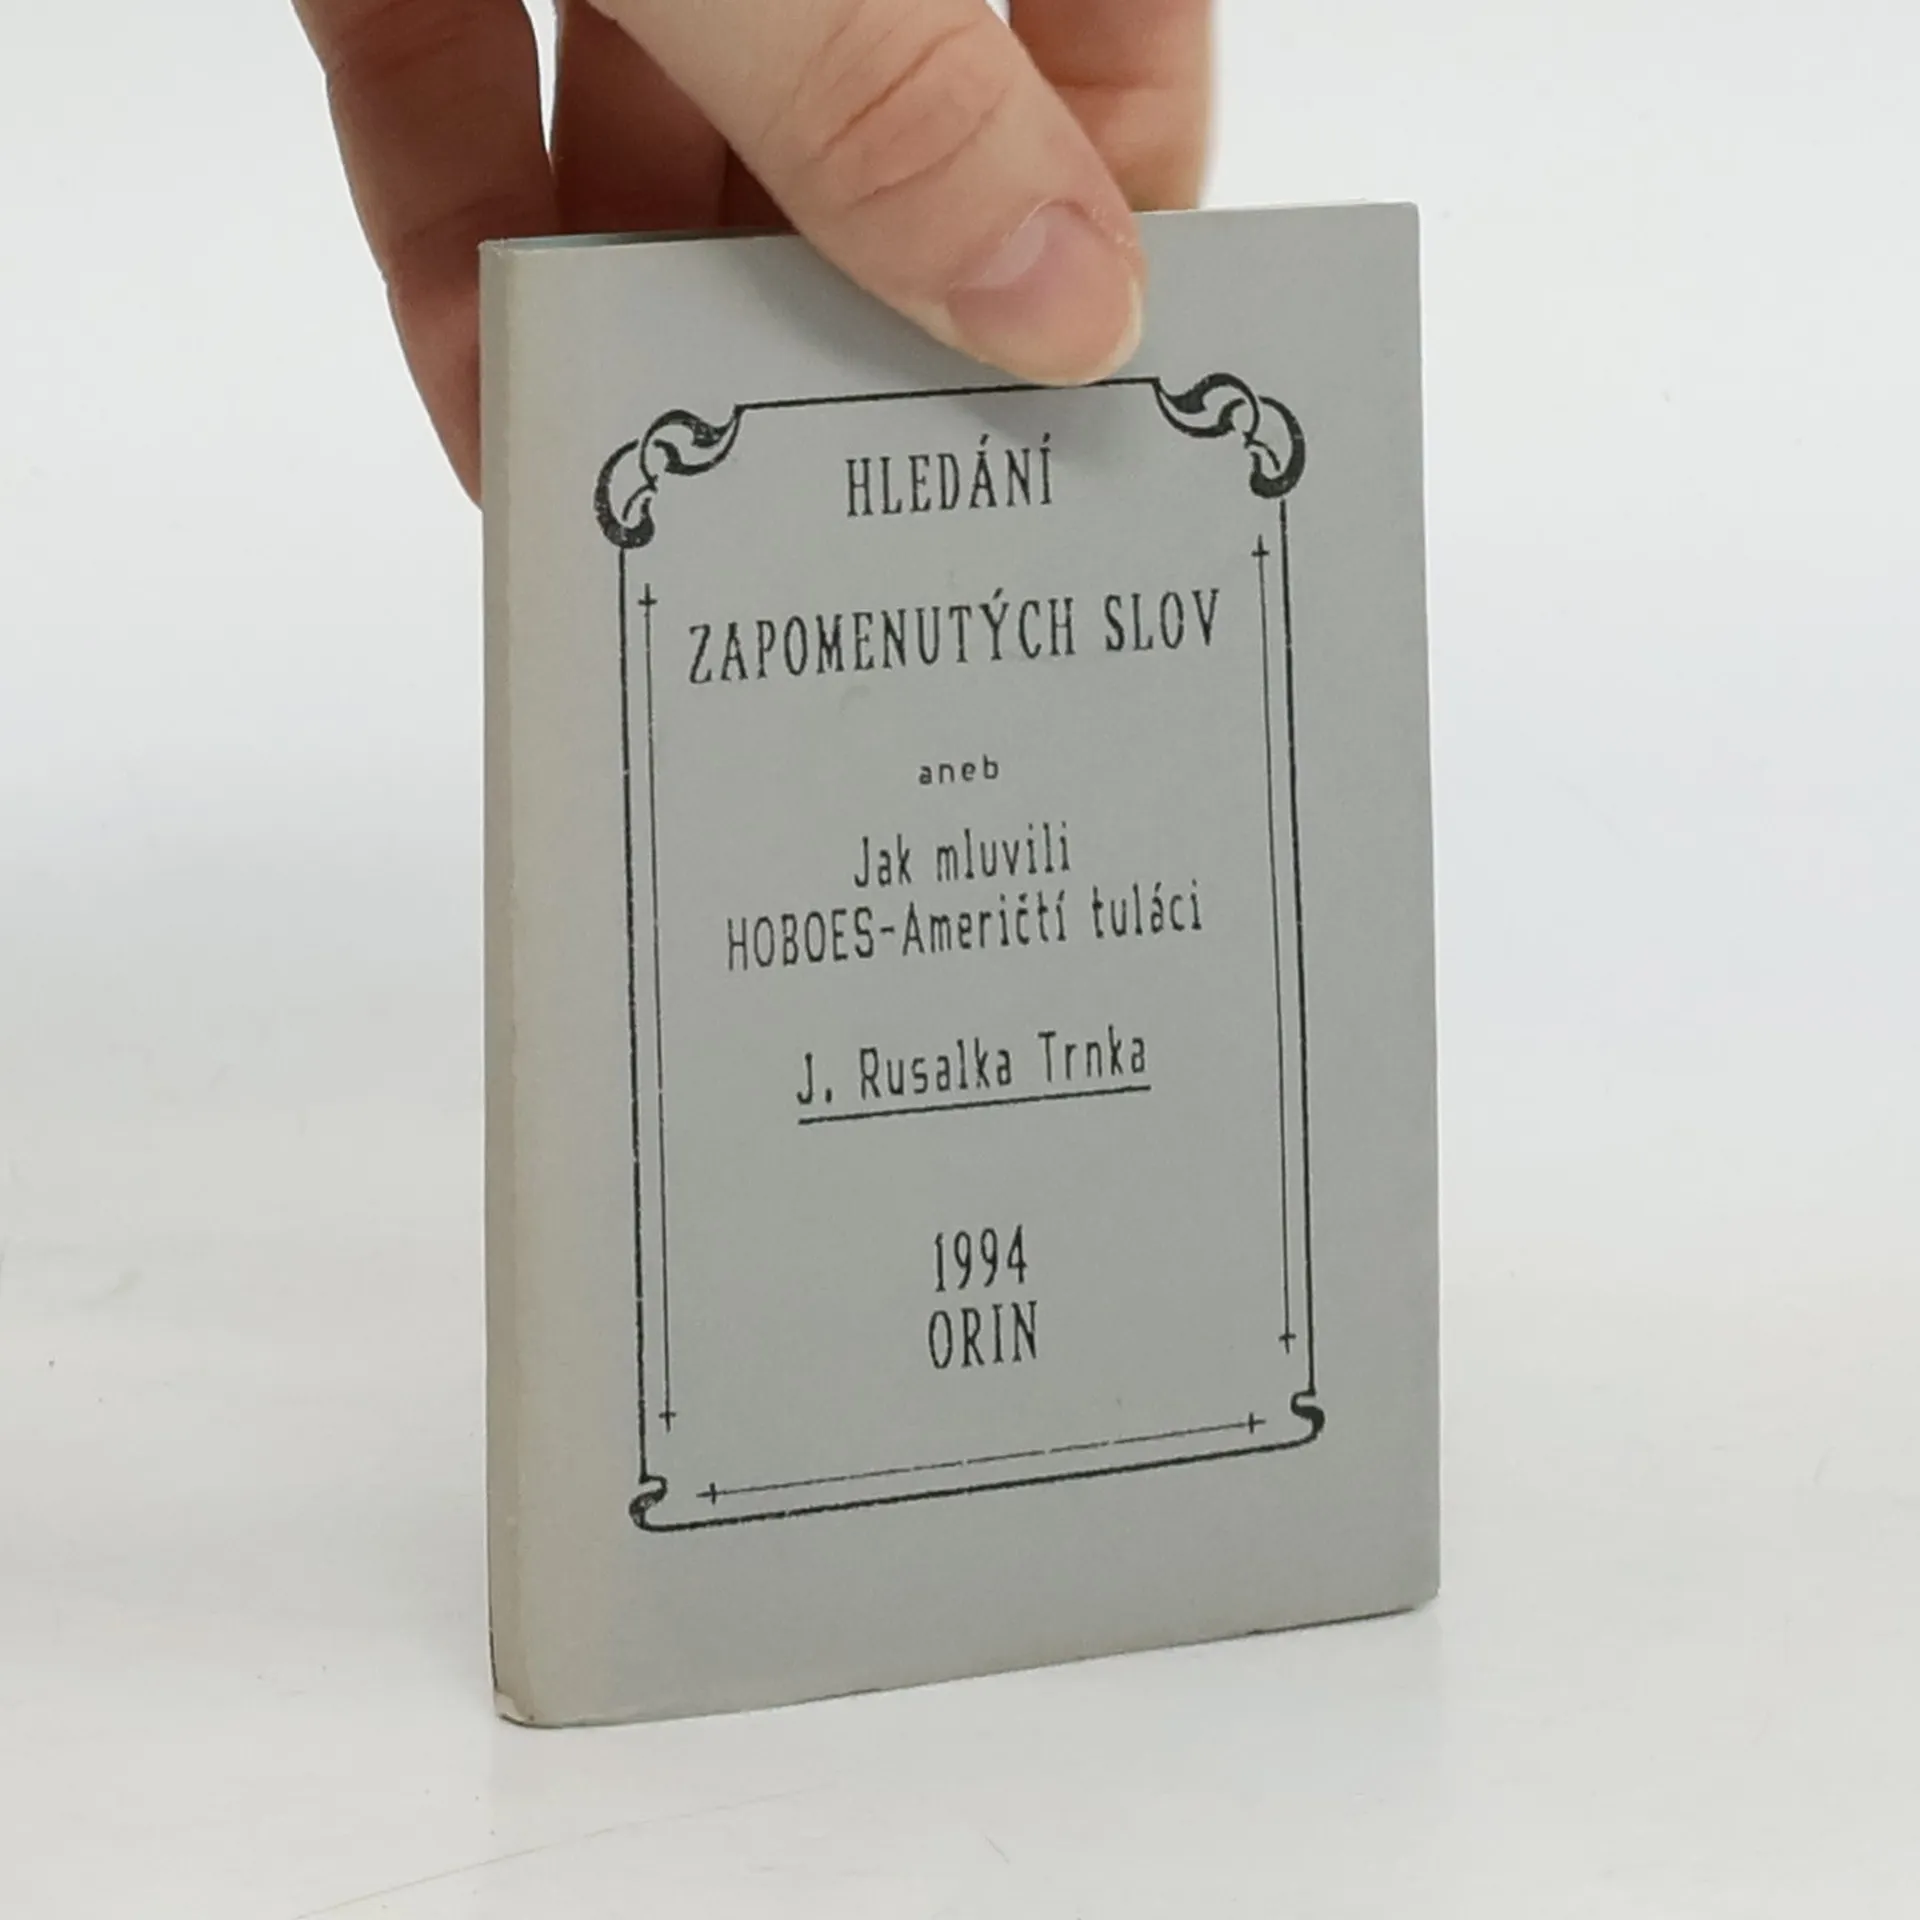 HLEDÁNÍ
ZAPOMENUTÝCH SLOV
aneb
Jak mluvili
HOBOES-Američtí tuláci
J. Rusalka Trnka
1994
ORIN